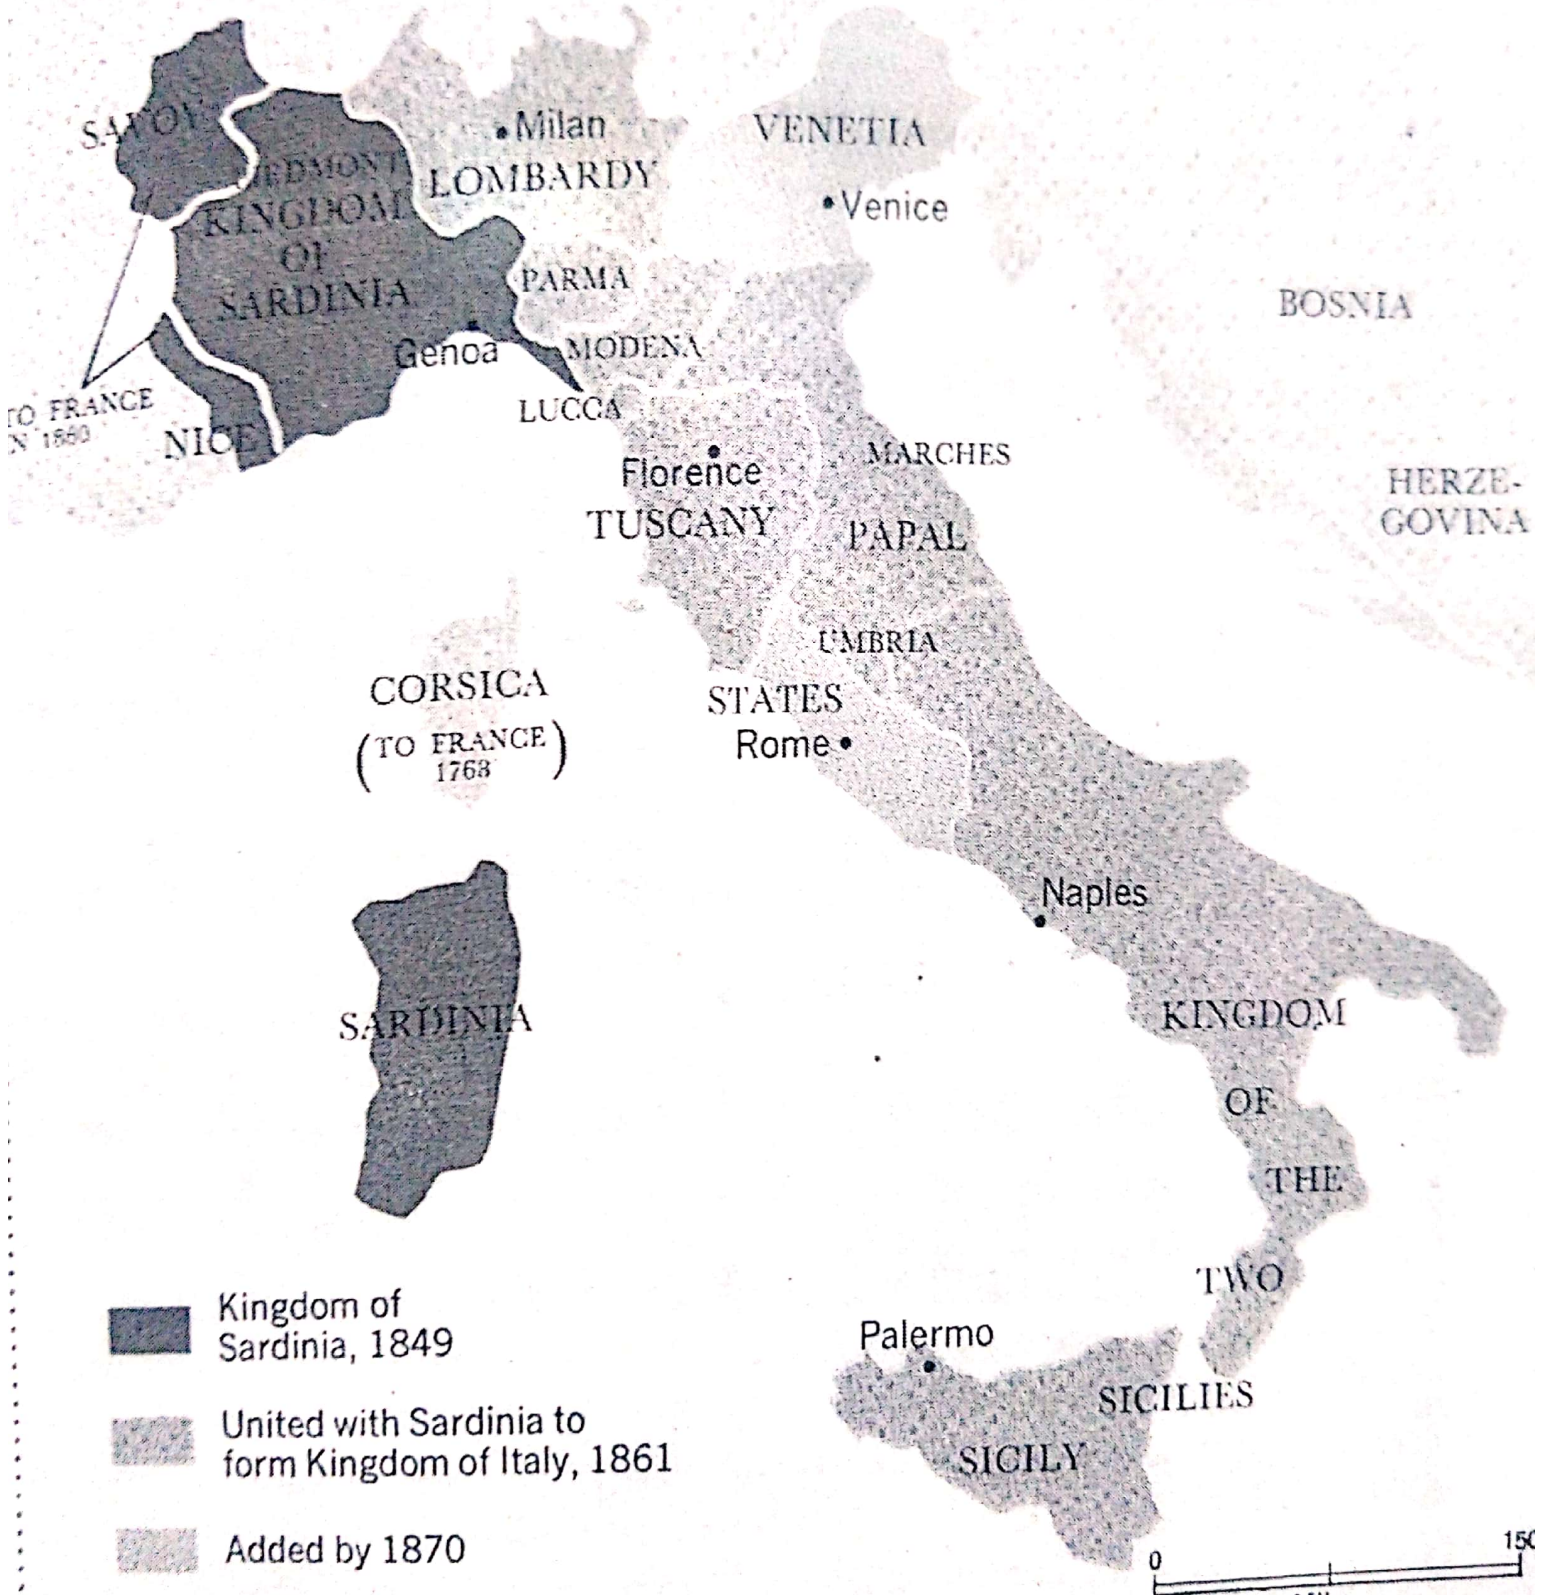 SAVOY
PIEDMONT
KINGDOM
OF
SARDINIA
Milan
LOMBARDY
VENETIA
Venice
PARMA
Genoa
MODENA
LUCCA
TO FRANCE
IN 1860
NICE
BOSNIA
HERZE-
GOVINA
Florence
TUSCANY
MARCHES
PAPAL
UMBRIA
STATES
Rome
CORSICA
(TO FRANCE
1768)
SARDINIA
Naples
KINGDOM
OF
THE
TWO
SICILIES
Palermo
SICILY
Kingdom of
Sardinia, 1849
United with Sardinia to
form Kingdom of Italy, 1861
Added by 1870
0 150